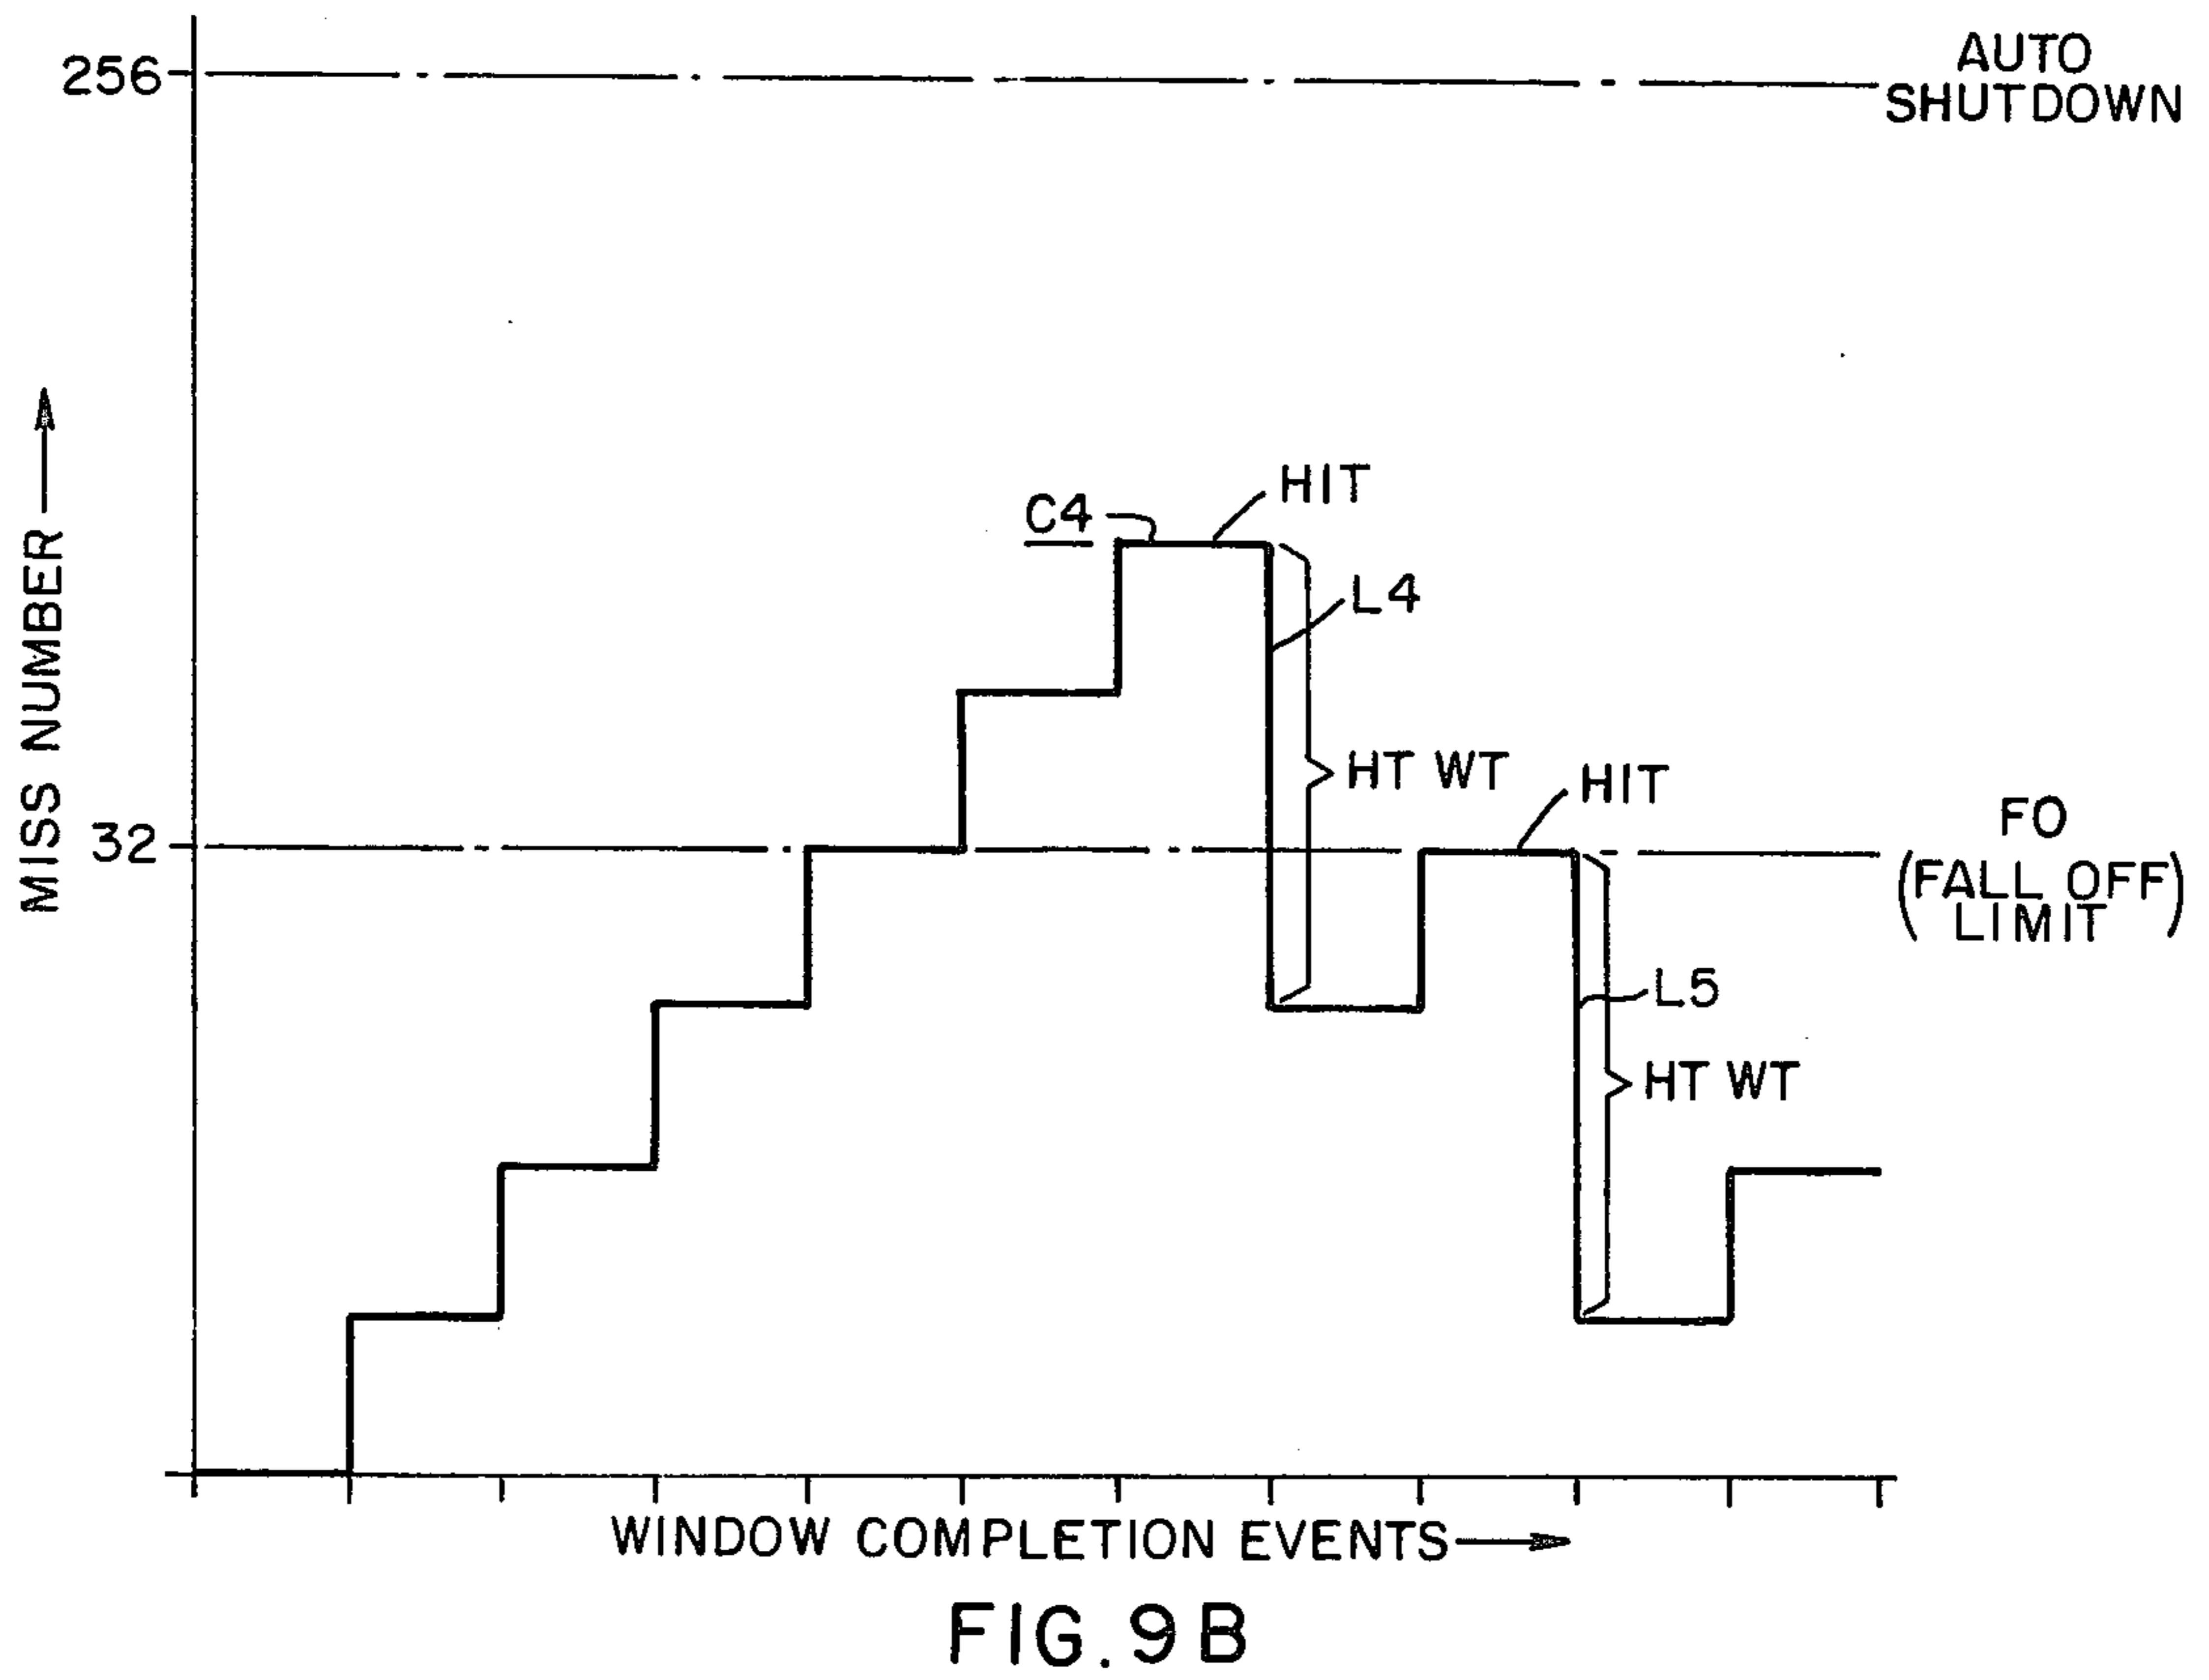 256
AUTO
SHUTDOWN
MISS NUMBER
C4
HIT
L4
HT WT
HIT
32
FO
(FALL OFF)
LIMIT
L5
HT WT
WINDOW COMPLETION EVENTS
FIG. 9B